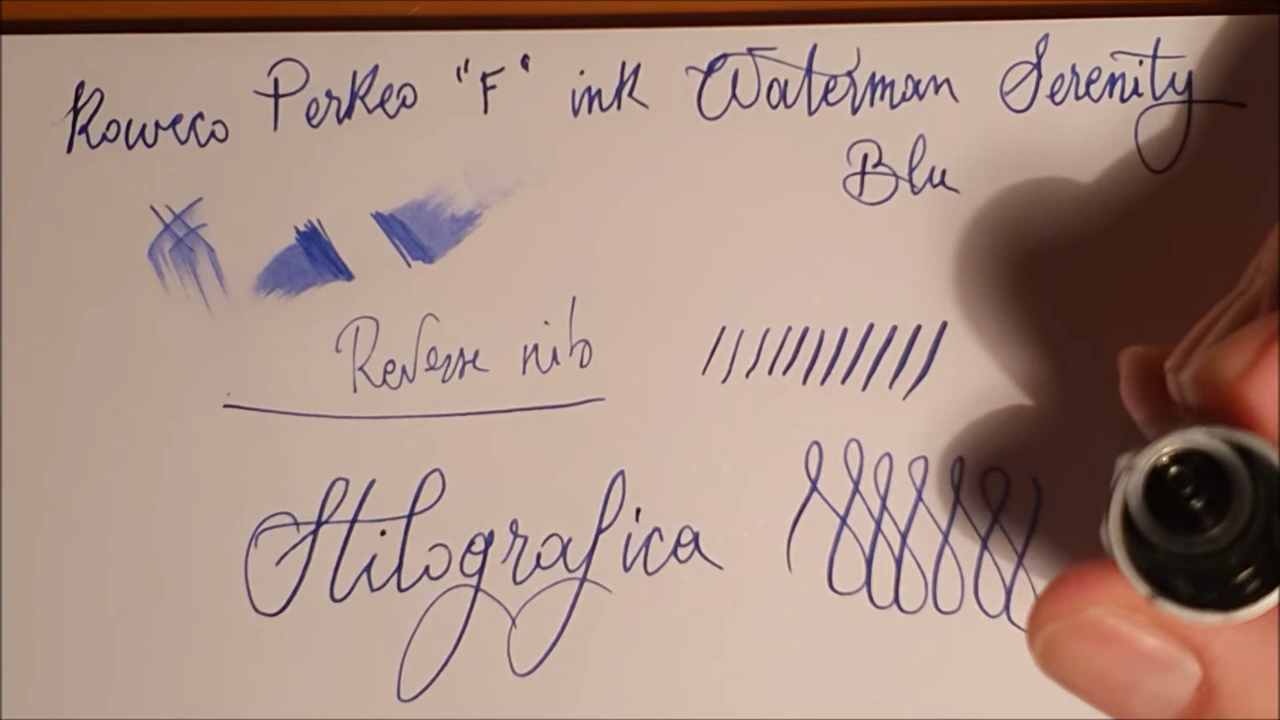 Kaweco Perkeo "F" ink Waterman Serenity
Blu
Reverse nib
Stilografica